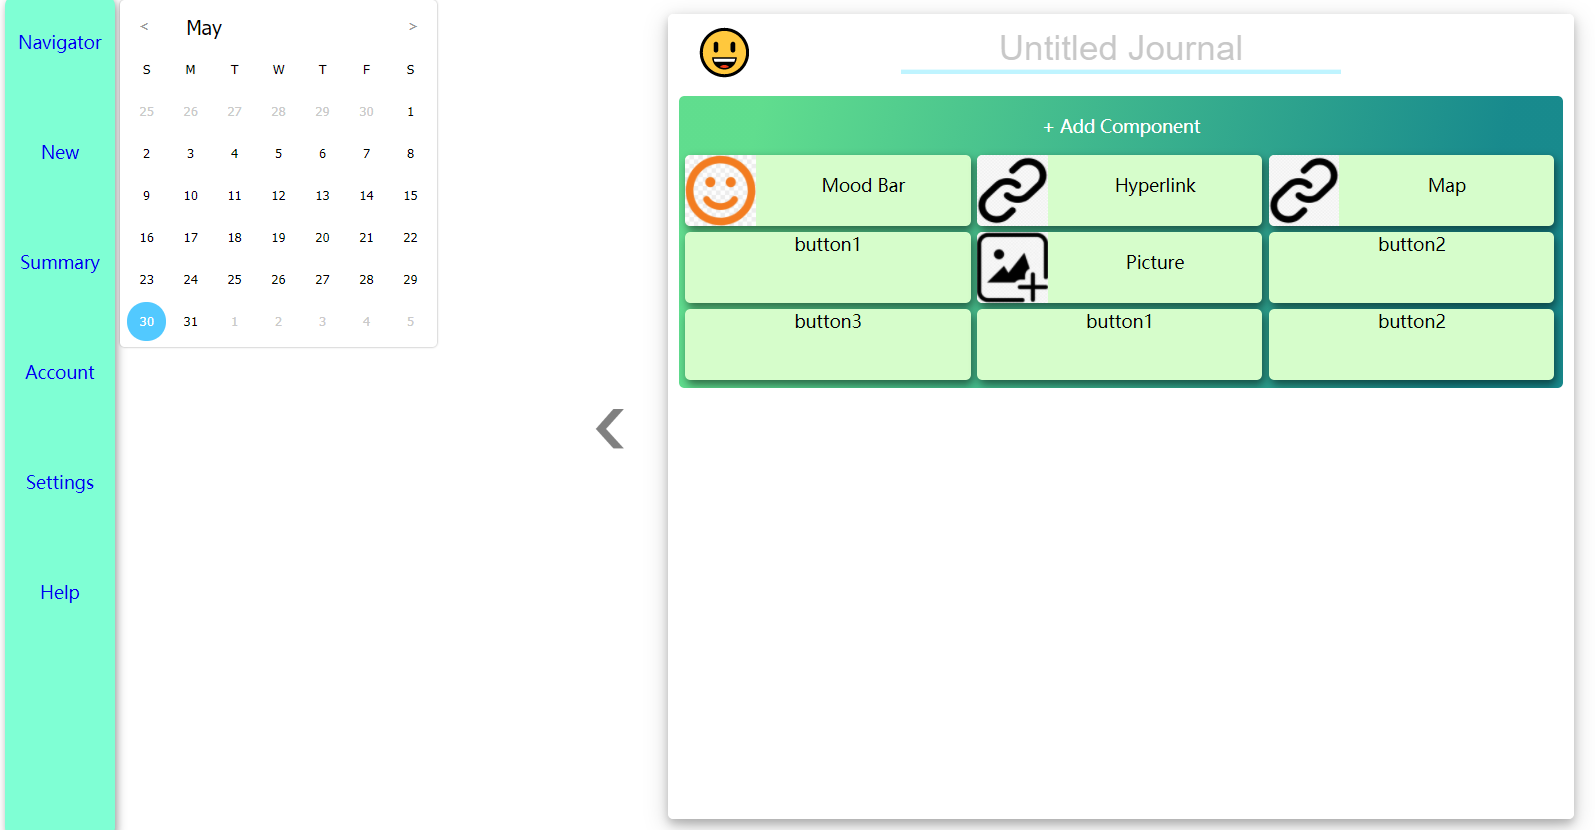 Navigator
New
Summary
Account
Settings
Help
< May >
S M T W T F S
25 26 27 28 29 30 1
2 3 4 5 6 7 8
9 10 11 12 13 14 15
16 17 18 19 20 21 22
23 24 25 26 27 28 29
30 31 1 2 3 4 5
Untitled Journal
+ Add Component
Mood Bar Hyperlink Map
button1 Picture button2
button3 button1 button2